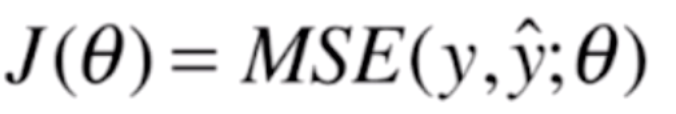 J(θ) = MSE(y, ŷ; θ)